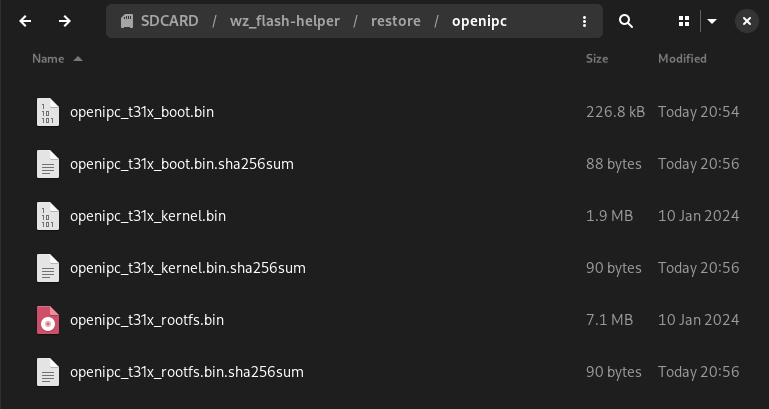 SDCARD / wz_flash-helper / restore / openipc
Name Size Modified
openipc_t31x_boot.bin 226.8 kB Today 20:54
openipc_t31x_boot.bin.sha256sum 88 bytes Today 20:56
openipc_t31x_kernel.bin 1.9 MB 10 Jan 2024
openipc_t31x_kernel.bin.sha256sum 90 bytes Today 20:56
openipc_t31x_rootfs.bin 7.1 MB 10 Jan 2024
openipc_t31x_rootfs.bin.sha256sum 90 bytes Today 20:56